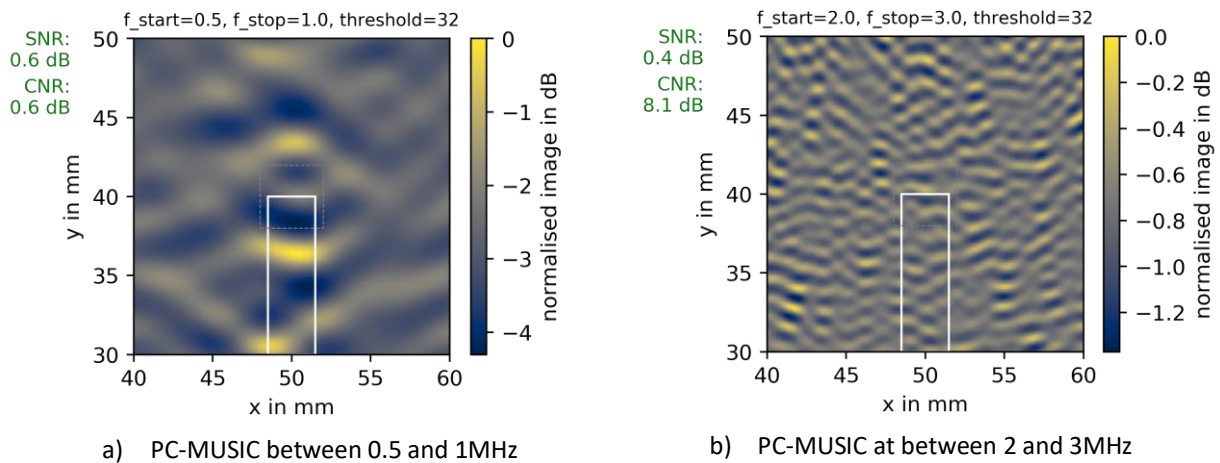 f_start=0.5, f_stop=1.0, threshold=32
SNR:
0.6 dB
CNR:
0.6 dB
50
45
40
35
30
y in mm
40 45 50 55 60
x in mm
0
−1
−2
−3
−4
normalised image in dB
a) PC-MUSIC between 0.5 and 1MHz
f_start=2.0, f_stop=3.0, threshold=32
SNR:
0.4 dB
CNR:
8.1 dB
50
45
40
35
30
y in mm
40 45 50 55 60
x in mm
0.0
−0.2
−0.4
−0.6
−0.8
−1.0
−1.2
normalised image in dB
b) PC-MUSIC at between 2 and 3MHz